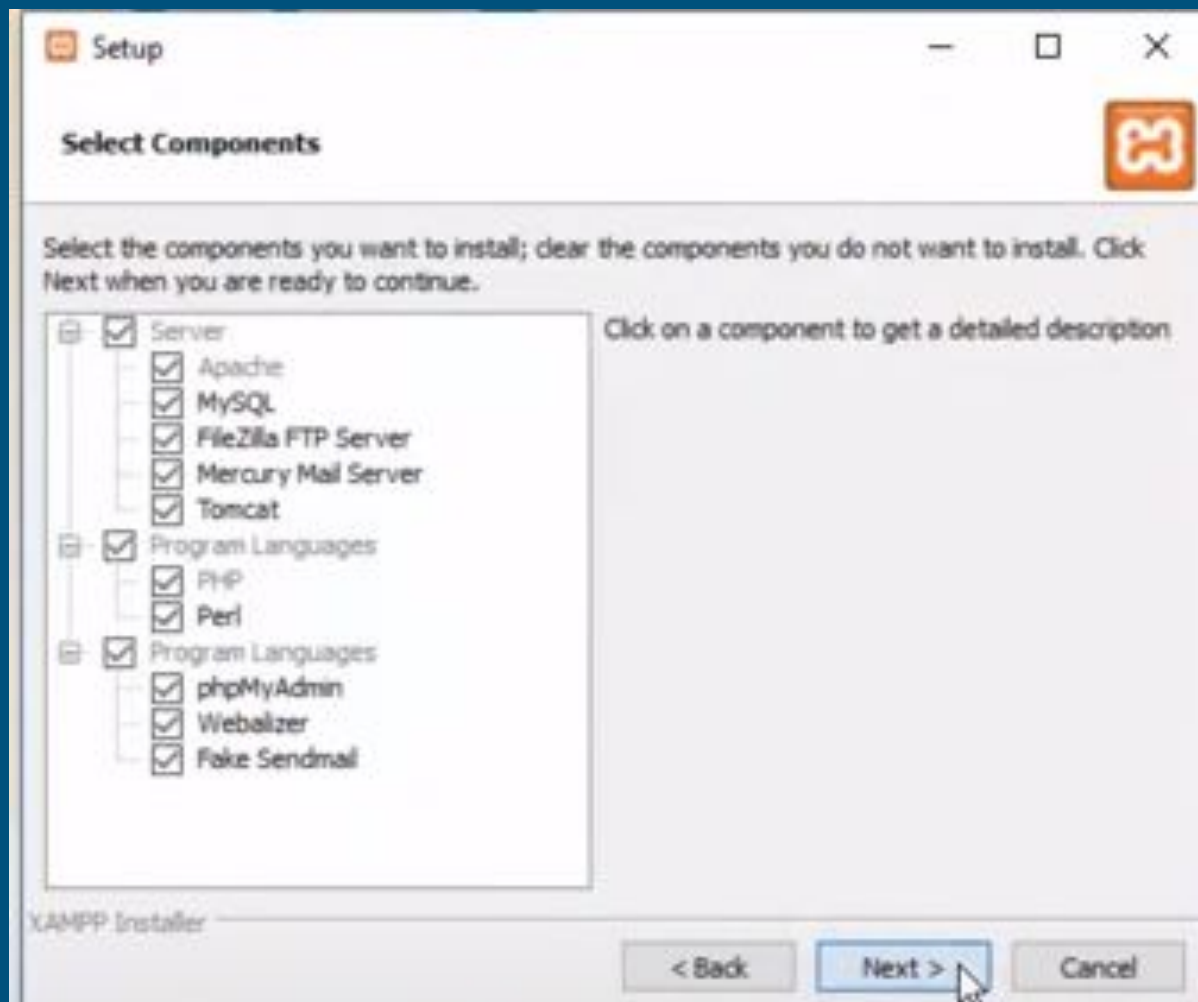 Setup
Select Components
Select the components you want to install; clear the components you do not want to install. Click
Next when you are ready to continue.
Server
Apache
MySQL
FileZilla FTP Server
Mercury Mail Server
Tomcat
Program Languages
PHP
Perl
Program Languages
phpMyAdmin
Webalizer
Fake Sendmail
Click on a component to get a detailed description
XAMPP Installer
< Back
Next >
Cancel